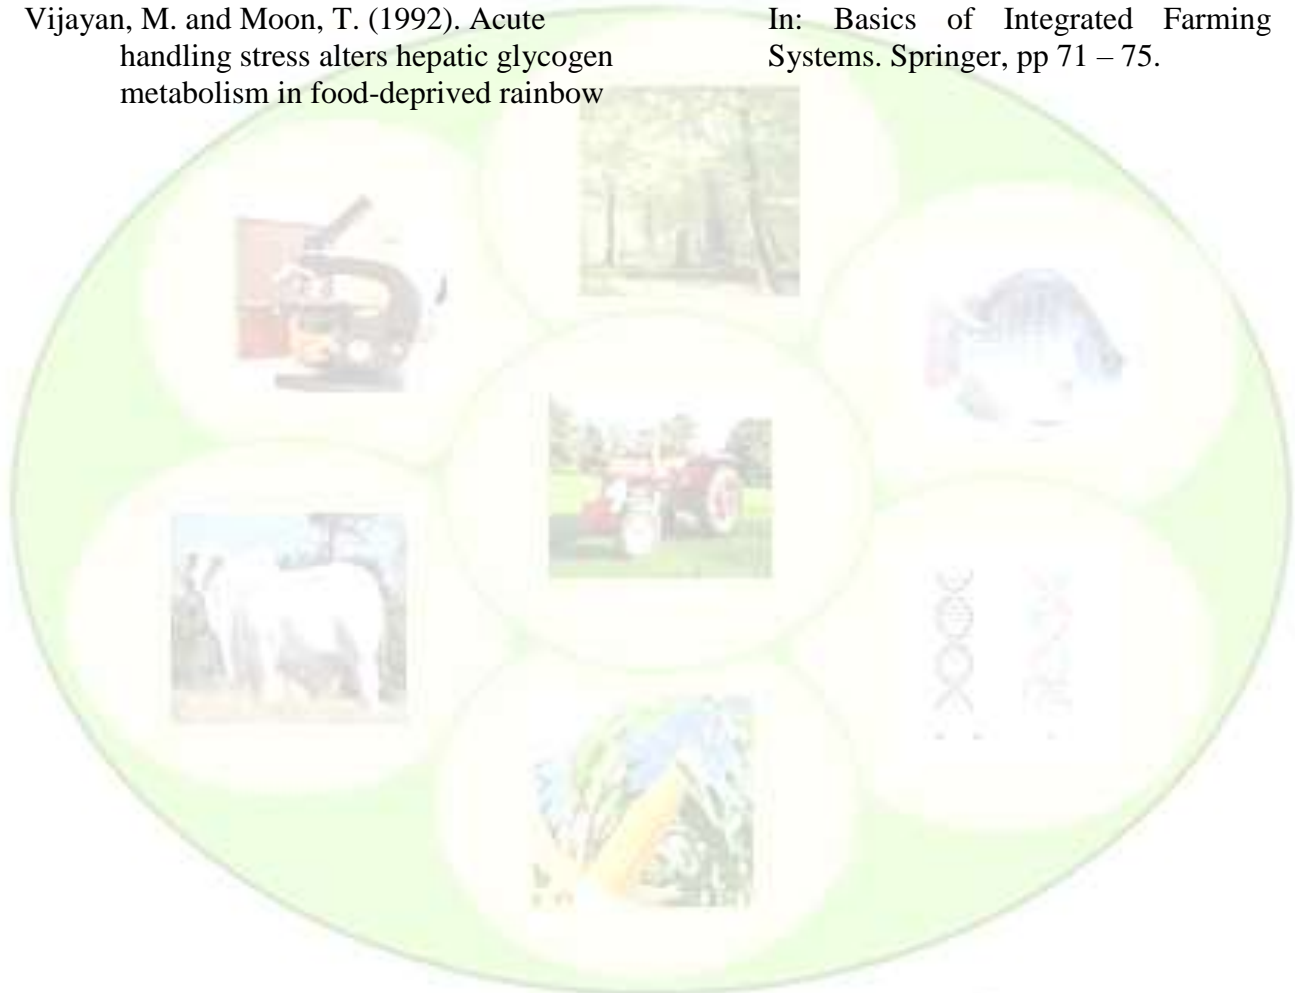 Vijayan, M. and Moon, T. (1992). Acute
handling stress alters hepatic glycogen
metabolism in food-deprived rainbow
In: Basics of Integrated Farming
Systems. Springer, pp 71 – 75.